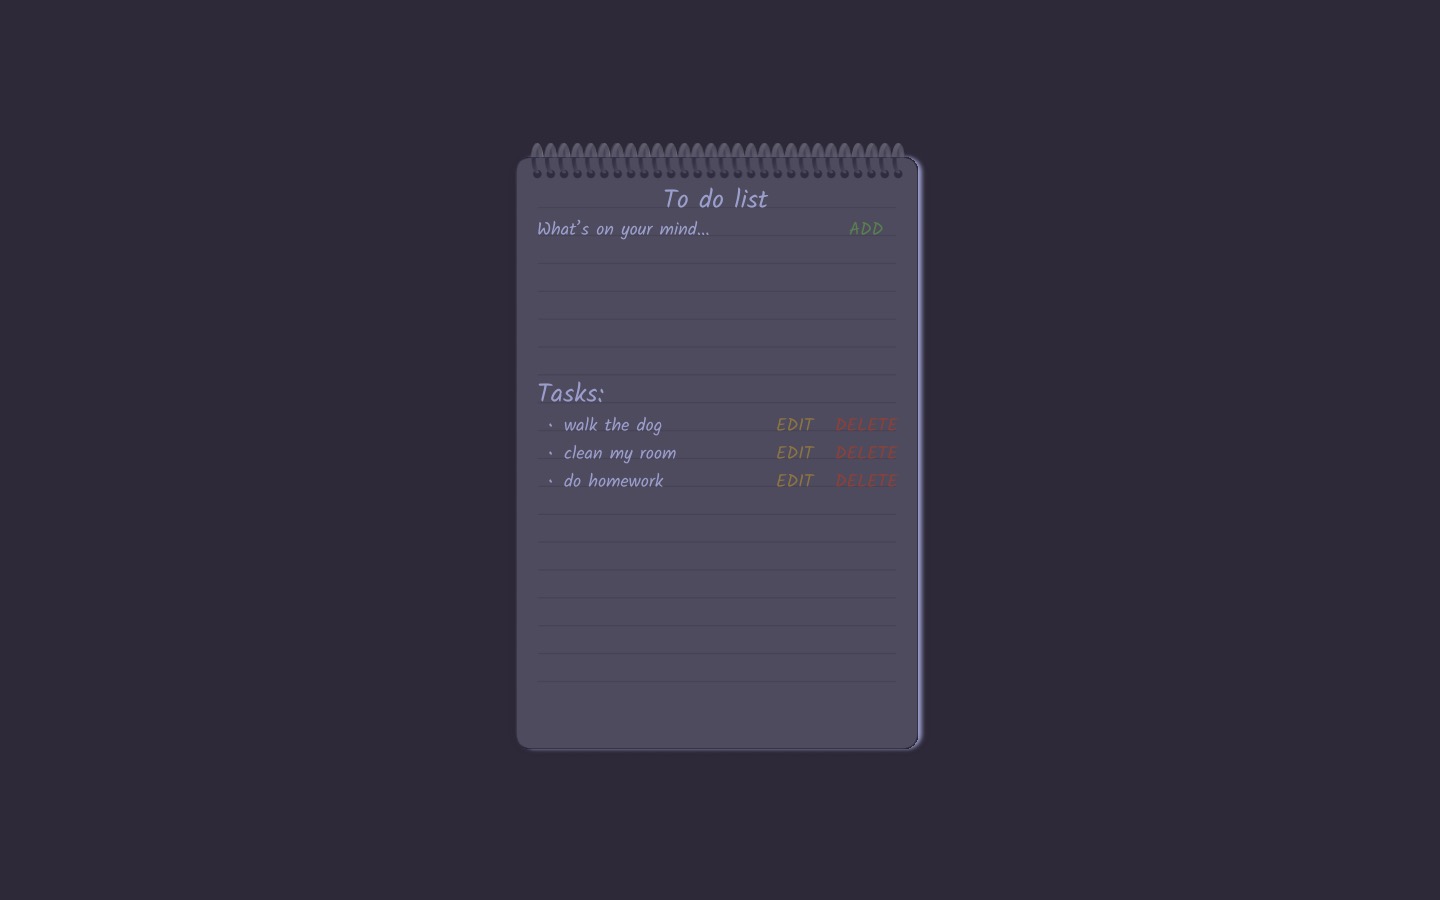 To do list
What's on your mind... ADD
Tasks:
· walk the dog EDIT DELETE
· clean my room EDIT DELETE
· do homework EDIT DELETE